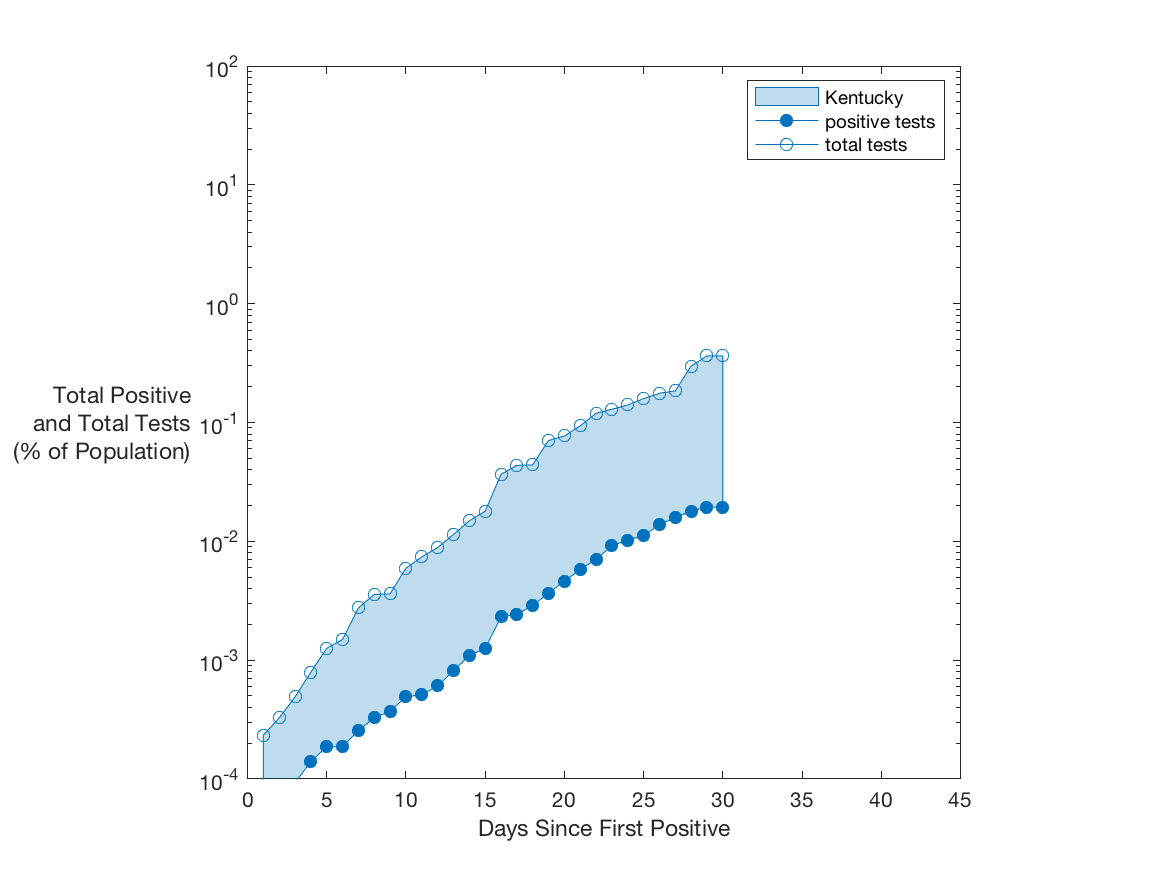 10^2
10^1
10^0
10^-1
10^-2
10^-3
10^-4
Total Positive
and Total Tests
(% of Population)
Kentucky
positive tests
total tests
0 5 10 15 20 25 30 35 40 45
Days Since First Positive